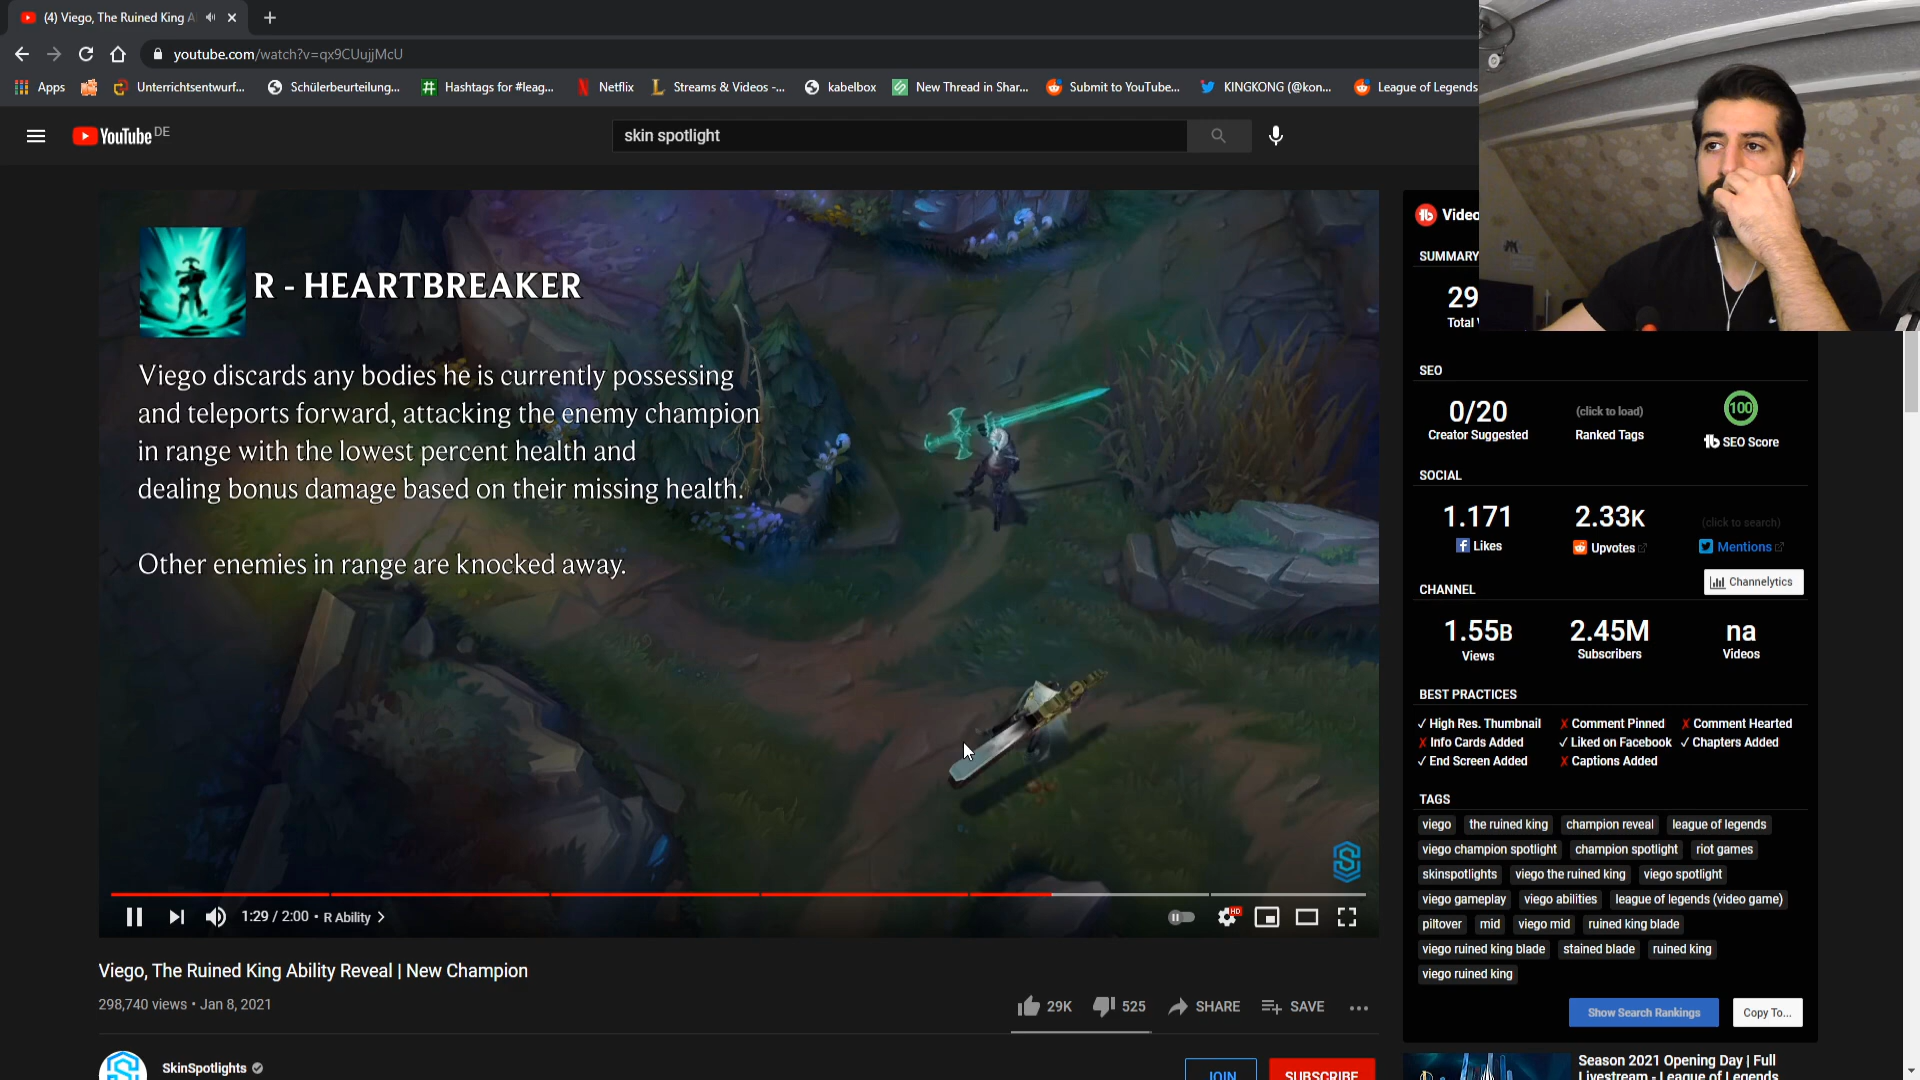 (4) Viego, The Ruined King A
youtube.com/watch?v=qx9CUujjMcU
Apps
Unterrichtsentwurf...
Schülerbeurteilung...
Hashtags for #leag...
Netflix
Streams & Videos -...
kabelbox
New Thread in Shar...
Submit to YouTube...
KINGKONG (@kon...
League of Legends
YouTube DE
skin spotlight
R - HEARTBREAKER
Viego discards any bodies he is currently possessing
and teleports forward, attacking the enemy champion
in range with the lowest percent health and
dealing bonus damage based on their missing health.
Other enemies in range are knocked away.
1:29 / 2:00 • R Ability
HD
Viego, The Ruined King Ability Reveal | New Champion
298,740 views • Jan 8, 2021
29K
525
SHARE
SAVE
SkinSpotlights
JOIN
SUBSCRIBE
Video
SUMMARY
29
Total
SEO
0/20
Creator Suggested
(click to load)
Ranked Tags
100
SEO Score
SOCIAL
1.171
Likes
2.33K
Upvotes
(click to search)
Mentions
CHANNEL
Channelytics
1.55B
Views
2.45M
Subscribers
na
Videos
BEST PRACTICES
✓ High Res. Thumbnail
✗ Comment Pinned
✗ Comment Hearted
✗ Info Cards Added
✓ Liked on Facebook
✓ Chapters Added
✓ End Screen Added
✗ Captions Added
TAGS
viego
the ruined king
champion reveal
league of legends
viego champion spotlight
champion spotlight
riot games
skinspotlights
viego the ruined king
viego spotlight
viego gameplay
viego abilities
league of legends (video game)
piltover
mid
viego mid
ruined king blade
viego ruined king blade
stained blade
ruined king
viego ruined king
Show Search Rankings
Copy To...
Season 2021 Opening Day | Full
Livestream - League of Legends